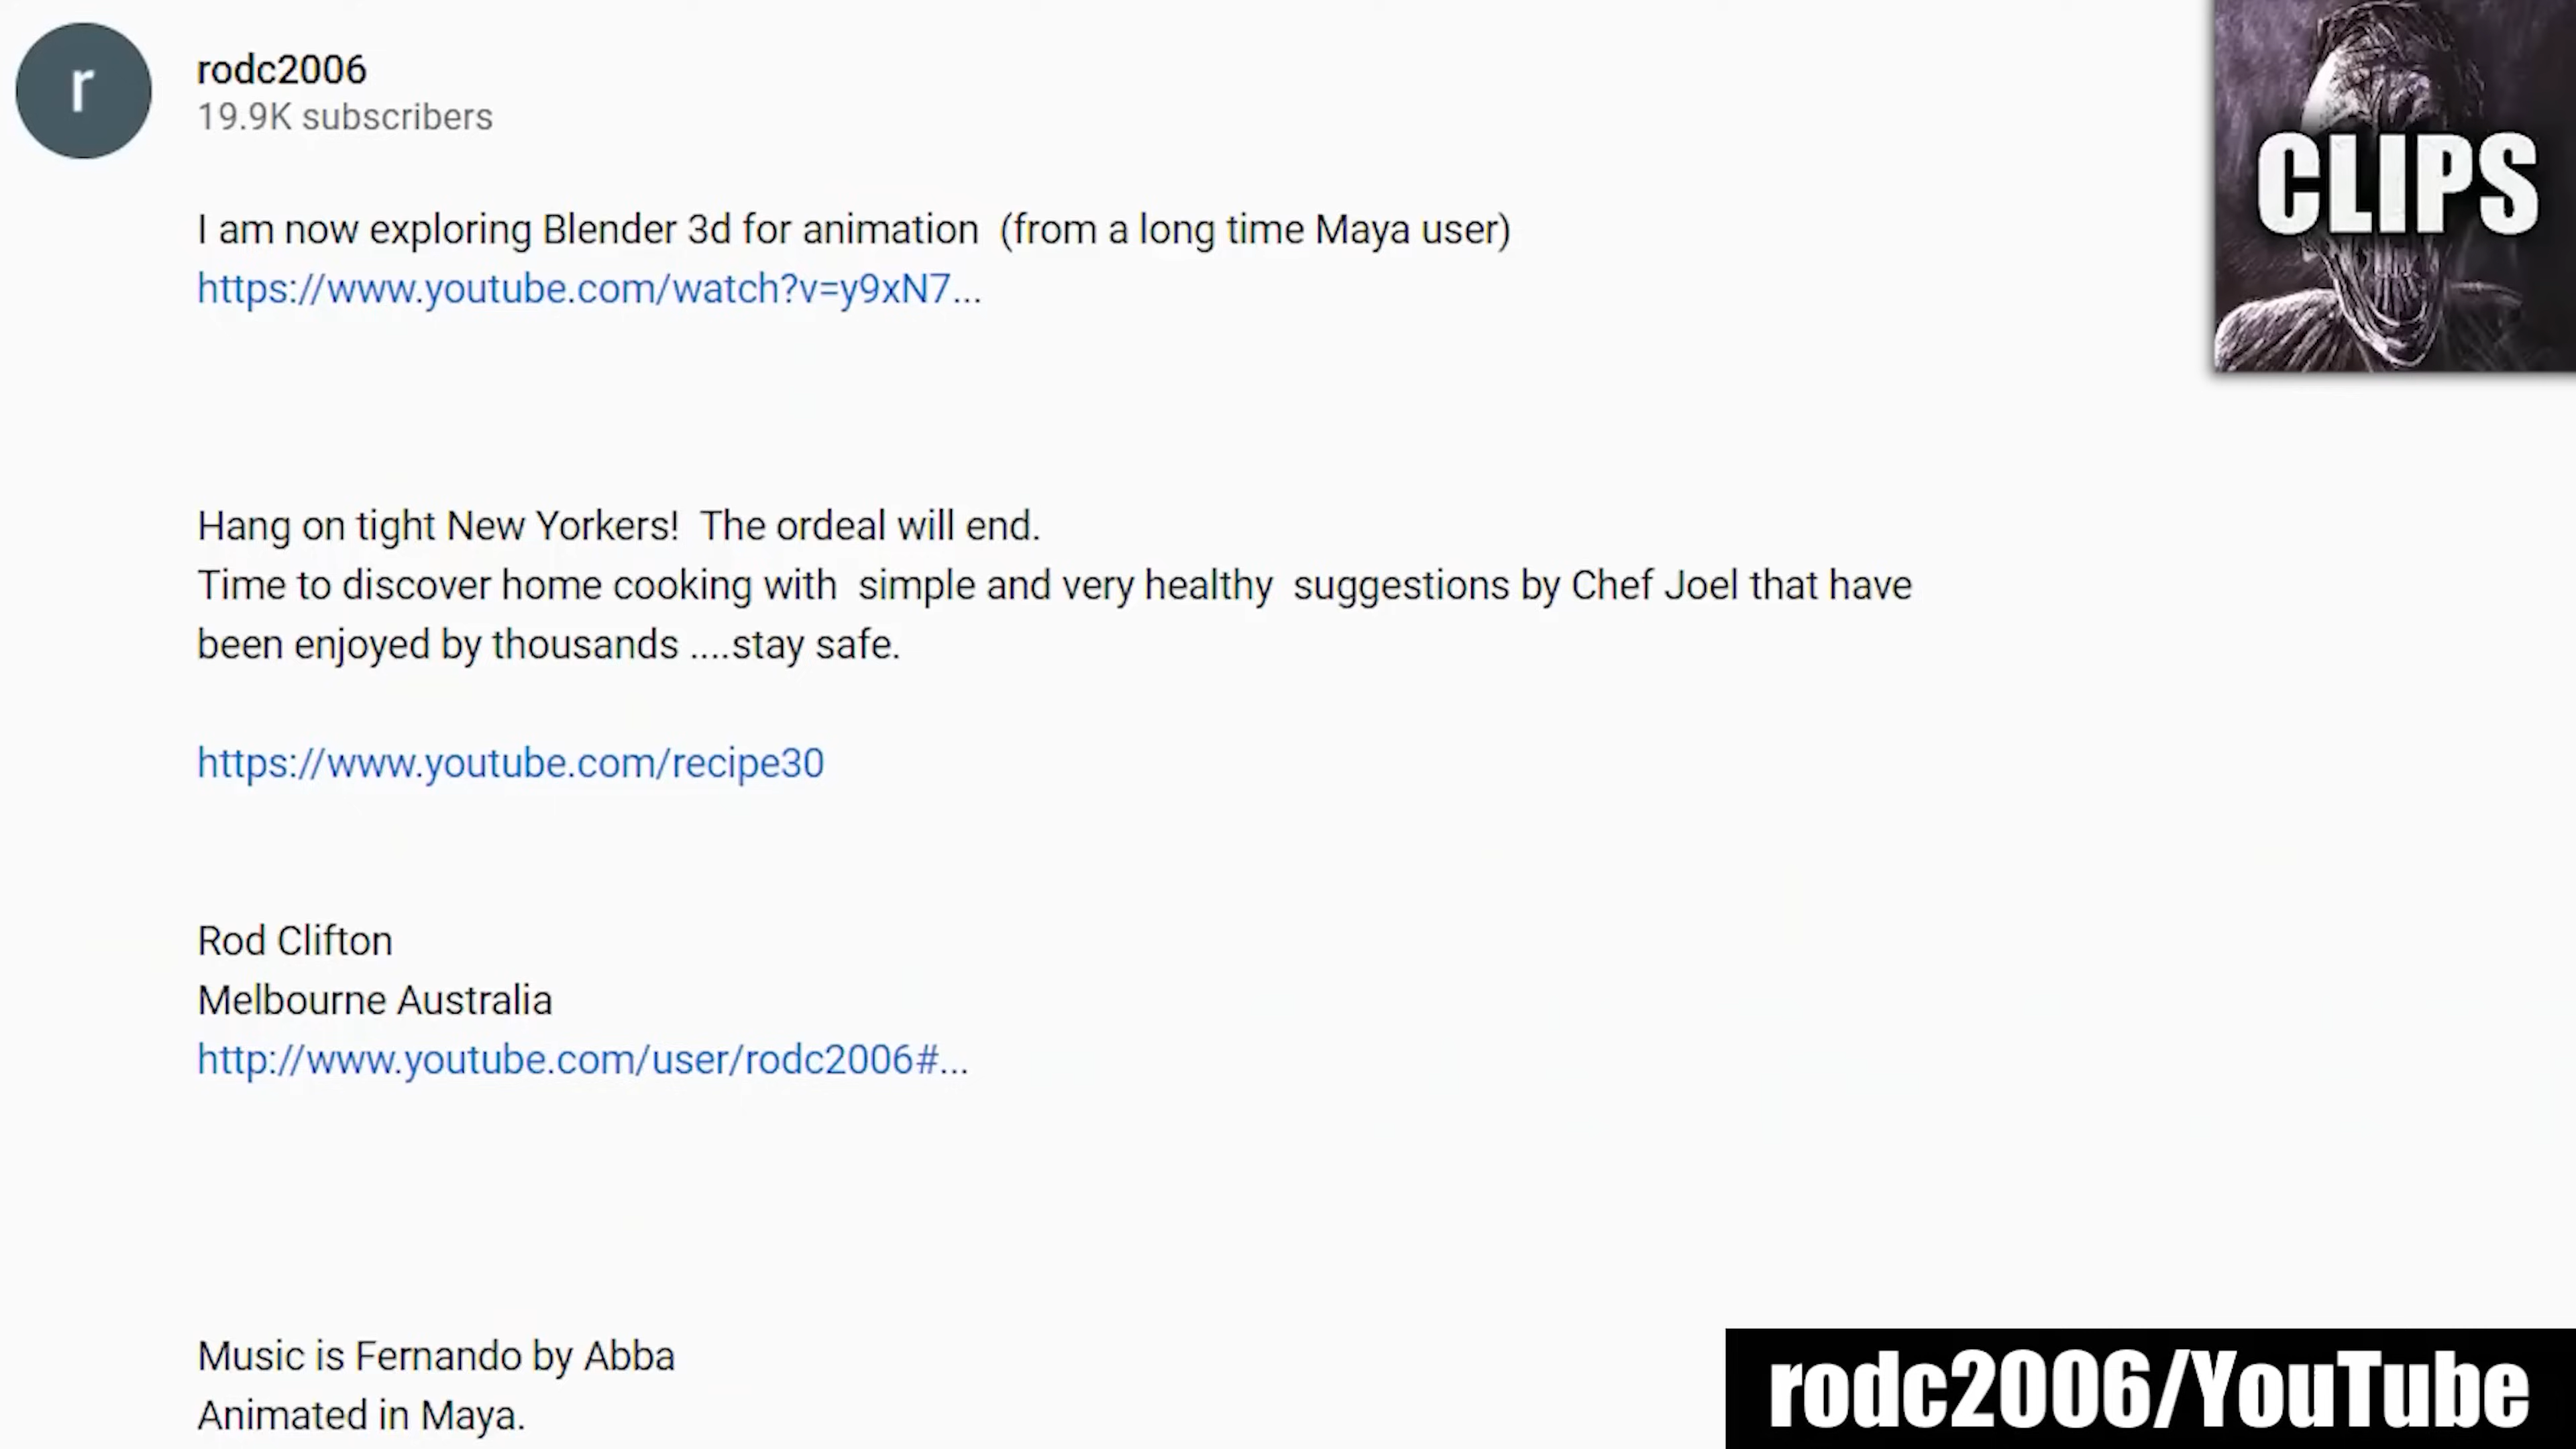 r
rodc2006
19.9K subscribers
CLIPS
I am now exploring Blender 3d for animation  (from a long time Maya user)
https://www.youtube.com/watch?v=y9xN7...
Hang on tight New Yorkers!  The ordeal will end.
Time to discover home cooking with  simple and very healthy  suggestions by Chef Joel that have
been enjoyed by thousands ....stay safe.
https://www.youtube.com/recipe30
Rod Clifton
Melbourne Australia
http://www.youtube.com/user/rodc2006#...
Music is Fernando by Abba
Animated in Maya.
rodc2006/YouTube